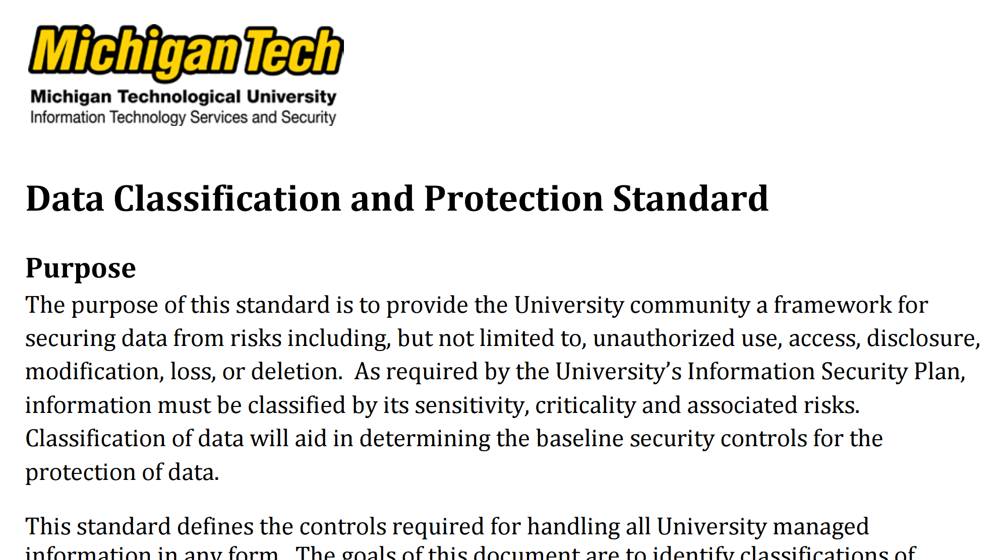 Michigan Tech
Michigan Technological University
Information Technology Services and Security
Data Classification and Protection Standard
Purpose
The purpose of this standard is to provide the University community a framework for
securing data from risks including, but not limited to, unauthorized use, access, disclosure,
modification, loss, or deletion.  As required by the University’s Information Security Plan,
information must be classified by its sensitivity, criticality and associated risks.
Classification of data will aid in determining the baseline security controls for the
protection of data.
This standard defines the controls required for handling all University managed
information in any form.  The goals of this document are to identify classifications of